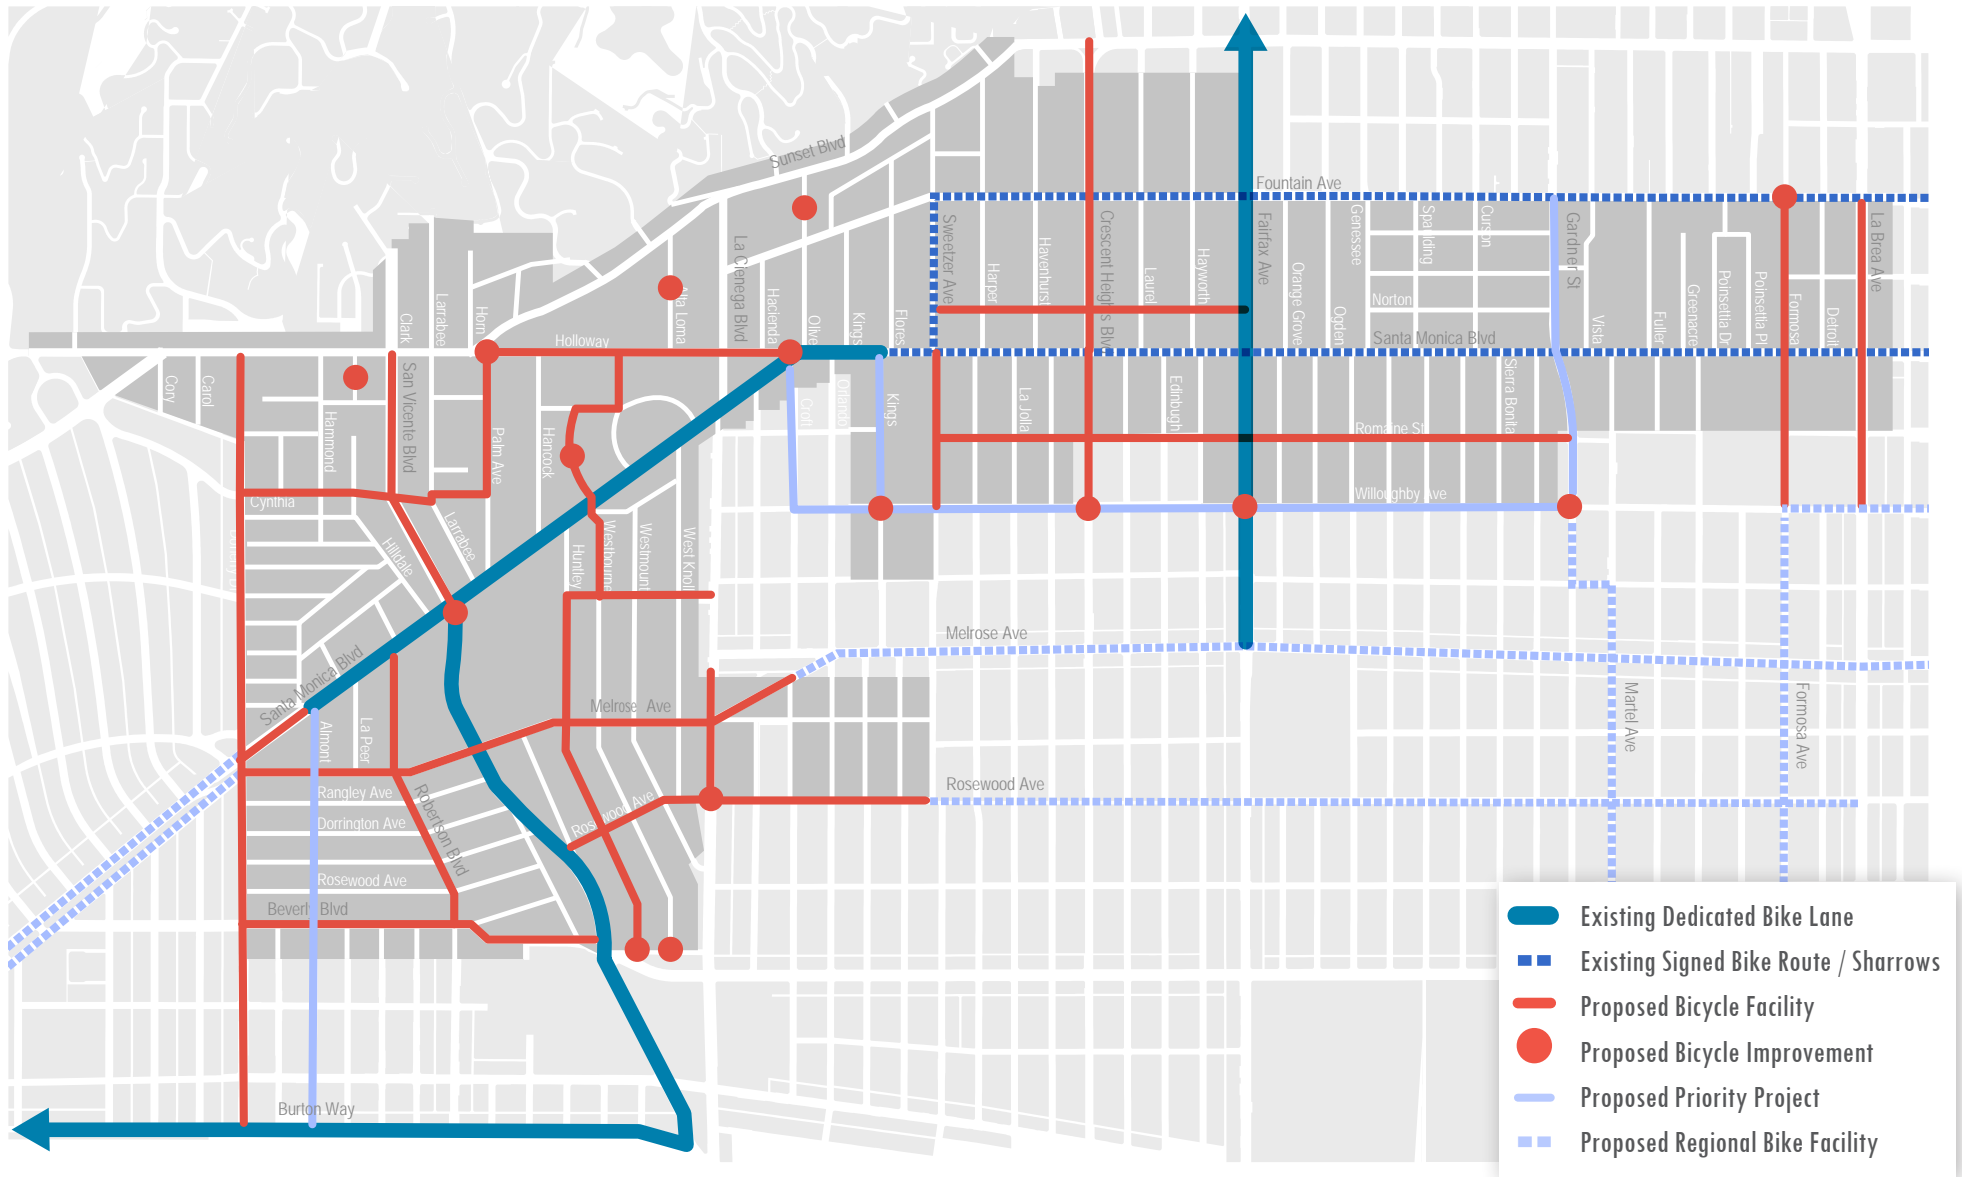 Sunset Blvd
Fountain Ave
Sweetzer Ave
Harper
Havenhurst
Crescent Heights Blvd
Laurel
Hayworth
Fairfax Ave
Orange Grove
Ogden
Genessee
Spaulding
Curson
Gardner St
Vista
Fuller
Greenacre
Poinsettia Dr
Poinsettia Pl
Formosa
Detroit
La Brea Ave
Norton
Santa Monica Blvd
La Cienega Blvd
Hacienda
Olive
Kings
Flores
Alta Loma
Holloway
Clark
Larrabee
Horn
Cory
Carol
Hammond
San Vicente Blvd
Palm Ave
Hancock
Croft
Orlando
Kings
La Jolla
Edinbugh
Sierra Bonita
Romaine St
Willoughby Ave
Cynthia
Hilldale
Larrabee
Huntley
Westbourne
Westmount
West Knoll
Melrose Ave
Santa Monica Blvd
Almont
La Peer
Melrose Ave
Martel Ave
Formosa Ave
Rangley Ave
Dorrington Ave
Robertson Blvd
Rosewood Ave
Rosewood Ave
Rosewood Ave
Beverly Blvd
Burton Way
Existing Dedicated Bike Lane
Existing Signed Bike Route / Sharrows
Proposed Bicycle Facility
Proposed Bicycle Improvement
Proposed Priority Project
Proposed Regional Bike Facility